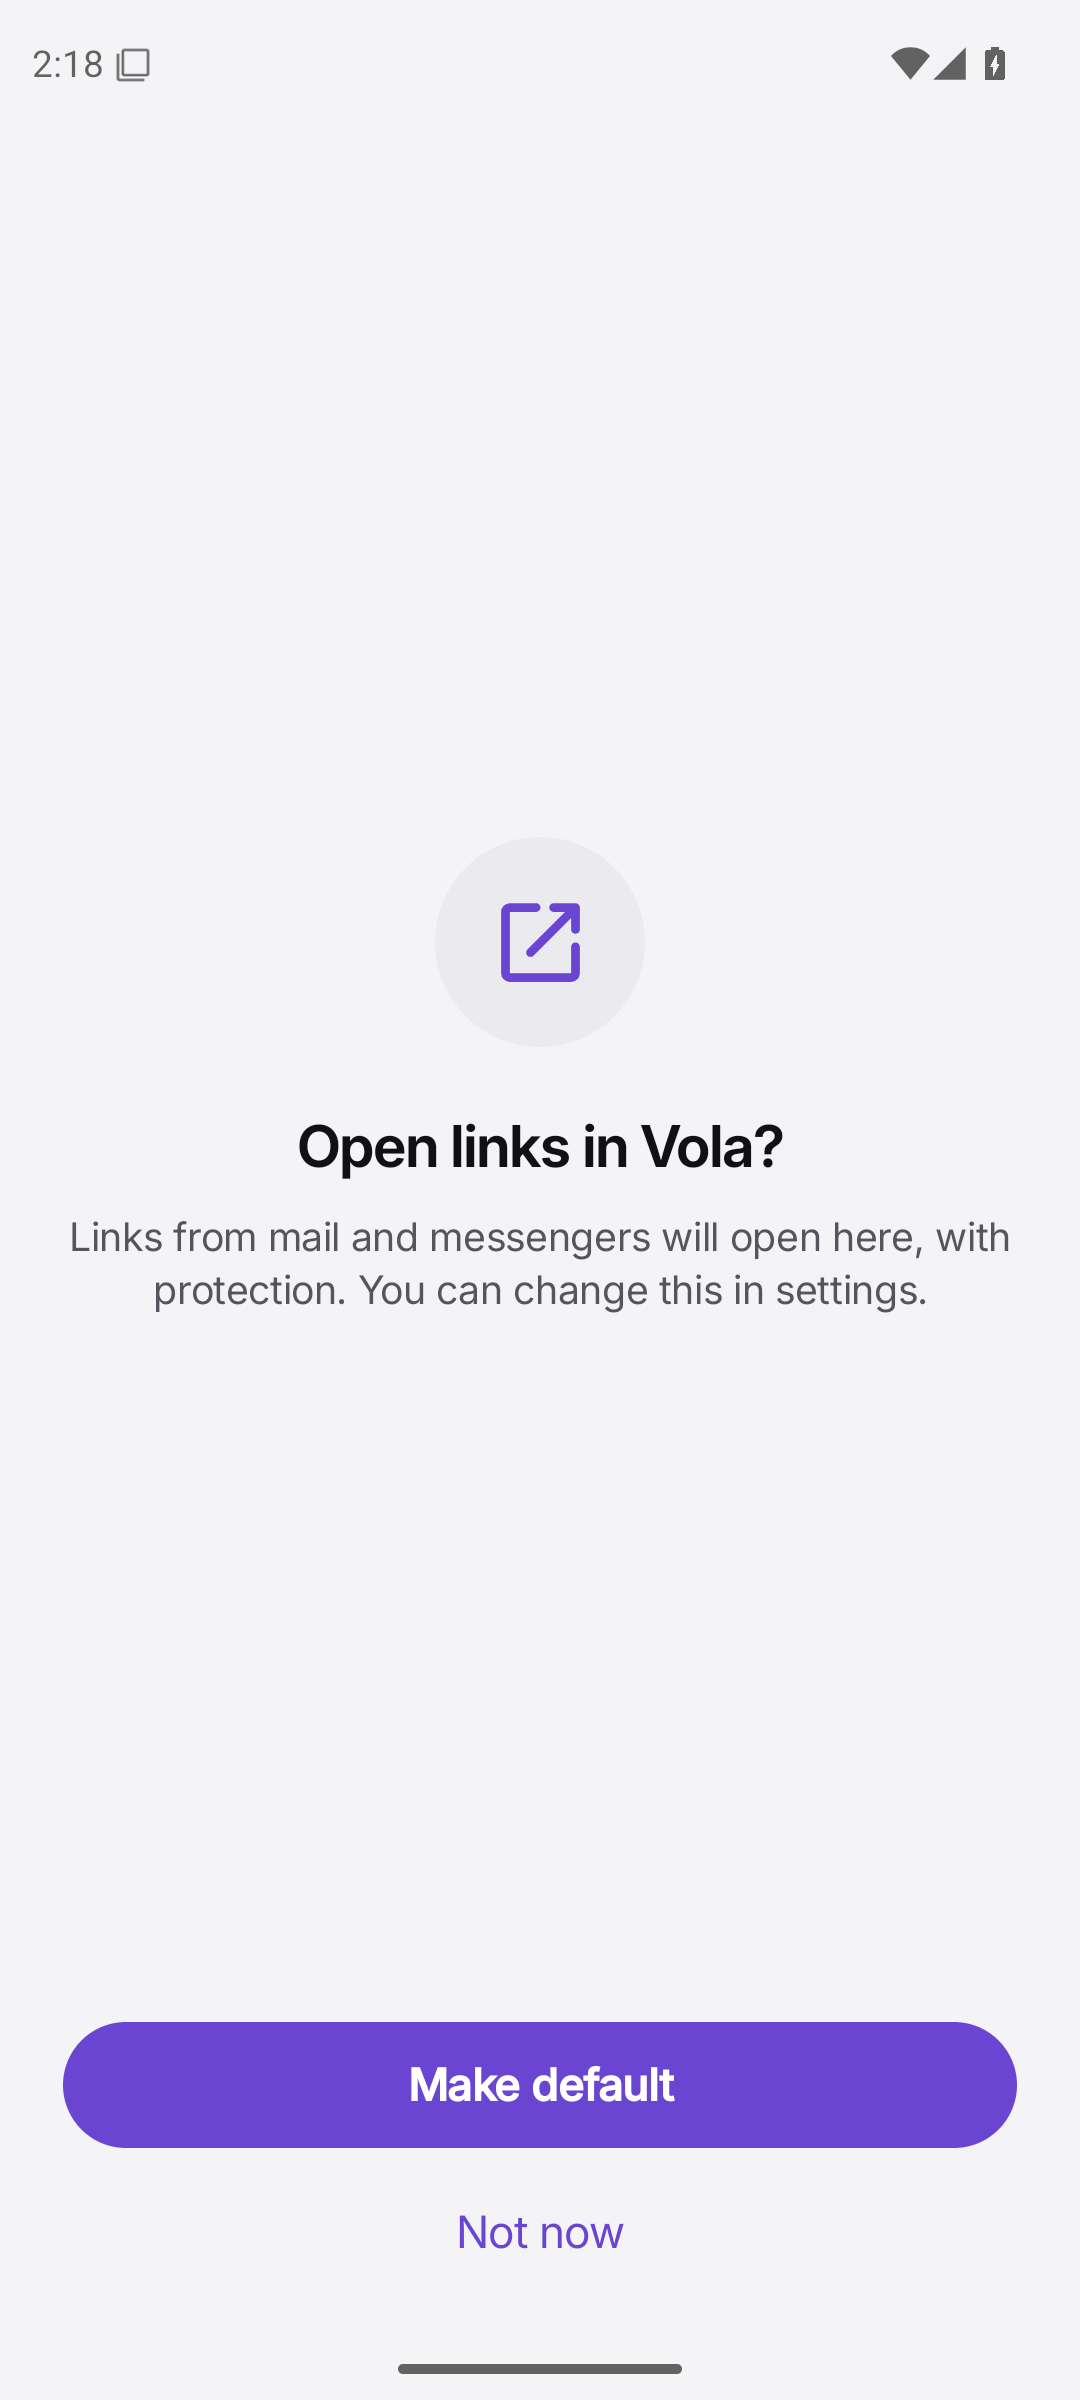 2:18
Open links in Vola?
Links from mail and messengers will open here, with
protection. You can change this in settings.
Make default
Not now